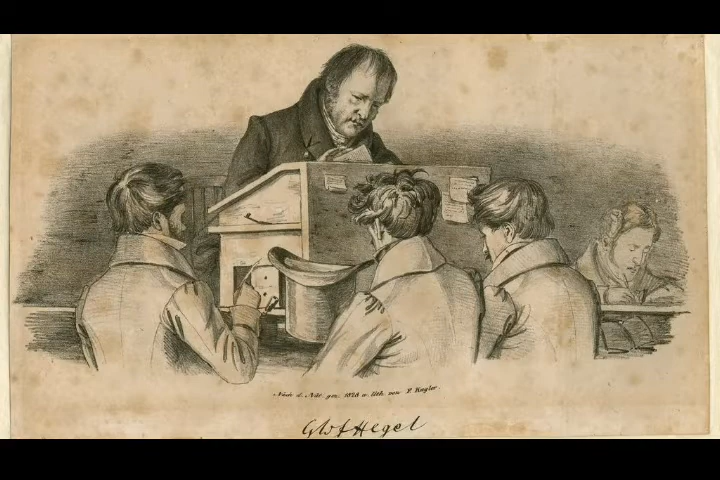 Nach d. Nat. gez. 1828 u. lith. von F. Kugler.
GWFHegel